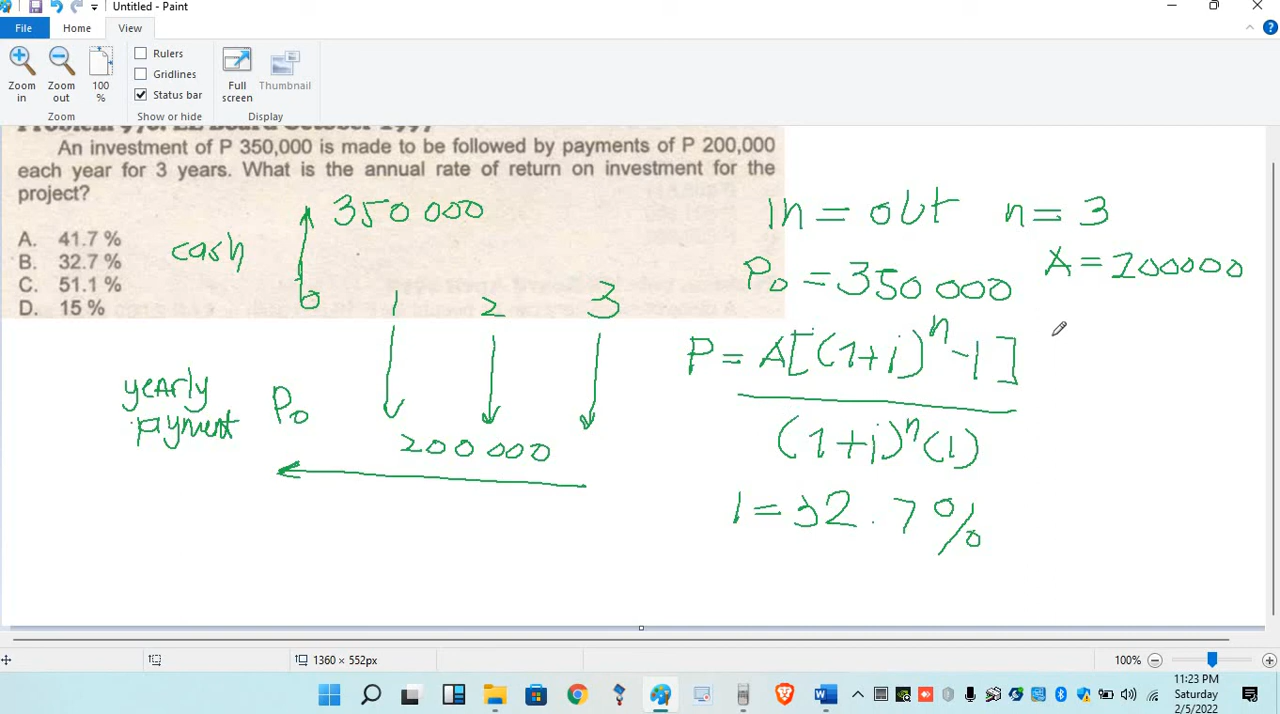 Untitled - Paint
File Home View
Rulers
Gridlines
Status bar
Zoom in
Zoom out
100 %
Full screen
Thumbnail
Zoom
Show or hide
Display
An investment of P 350,000 is made to be followed by payments of P 200,000
each year for 3 years. What is the annual rate of return on investment for the
project?
A. 41.7 %
B. 32.7 %
C. 51.1 %
D. 15 %
cash
350 000
0 1 2 3
yearly
payment
P0
200 000
in = out n = 3
P0 = 350 000
A = 200000
P = A[(1+i)^n -1]
(1+i)^n (i)
i = 32.7%
1360 × 552px
100%
11:23 PM
Saturday
2/5/2022